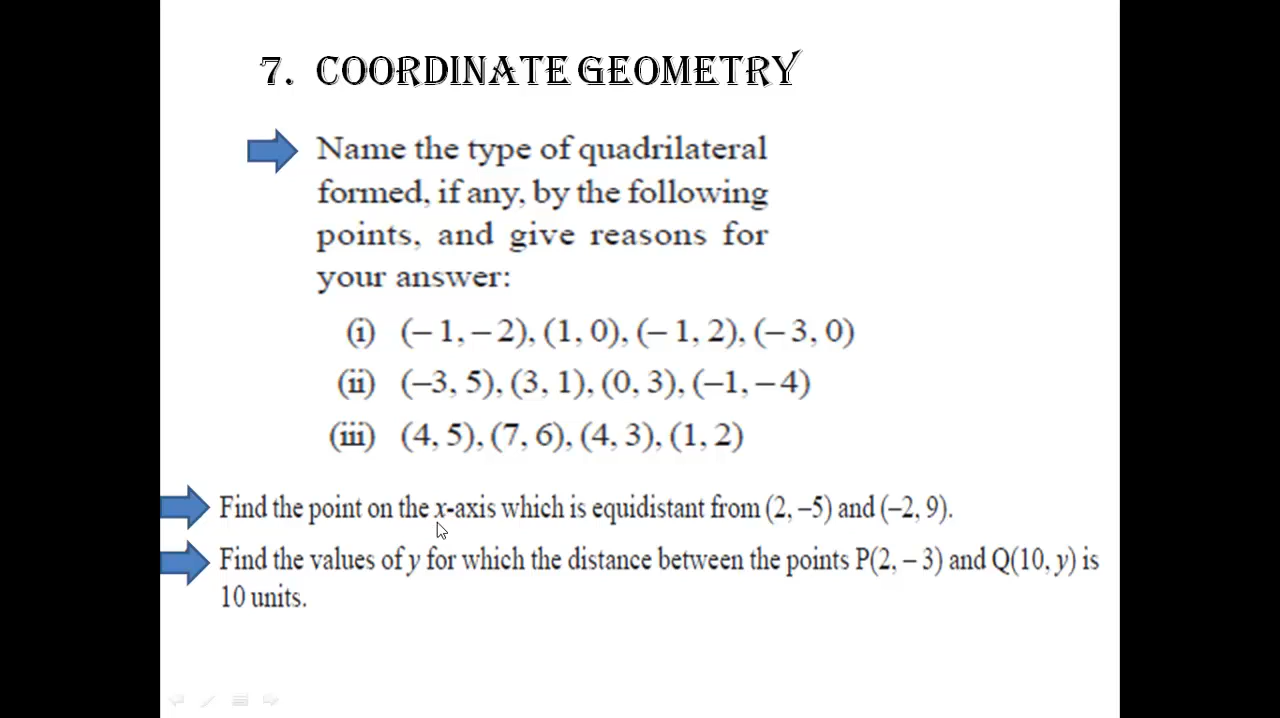 7. COORDINATE GEOMETRY
Name the type of quadrilateral
formed, if any, by the following
points, and give reasons for
your answer:
(i) (– 1, – 2), (1, 0), (– 1, 2), (– 3, 0)
(ii) (–3, 5), (3, 1), (0, 3), (–1, – 4)
(iii) (4, 5), (7, 6), (4, 3), (1, 2)
Find the point on the x-axis which is equidistant from (2, –5) and (–2, 9).
Find the values of y for which the distance between the points P(2, – 3) and Q(10, y) is
10 units.